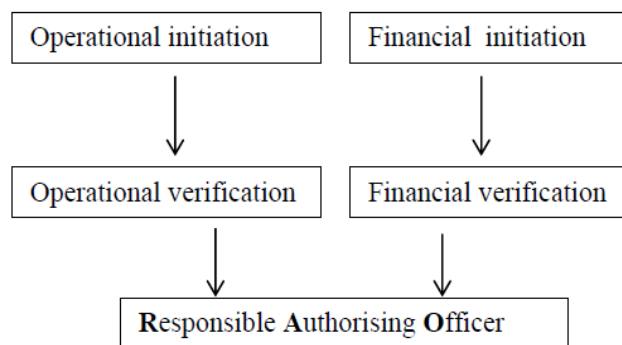 Operational initiation
Financial initiation
Operational verification
Financial verification
Responsible Authorising Officer